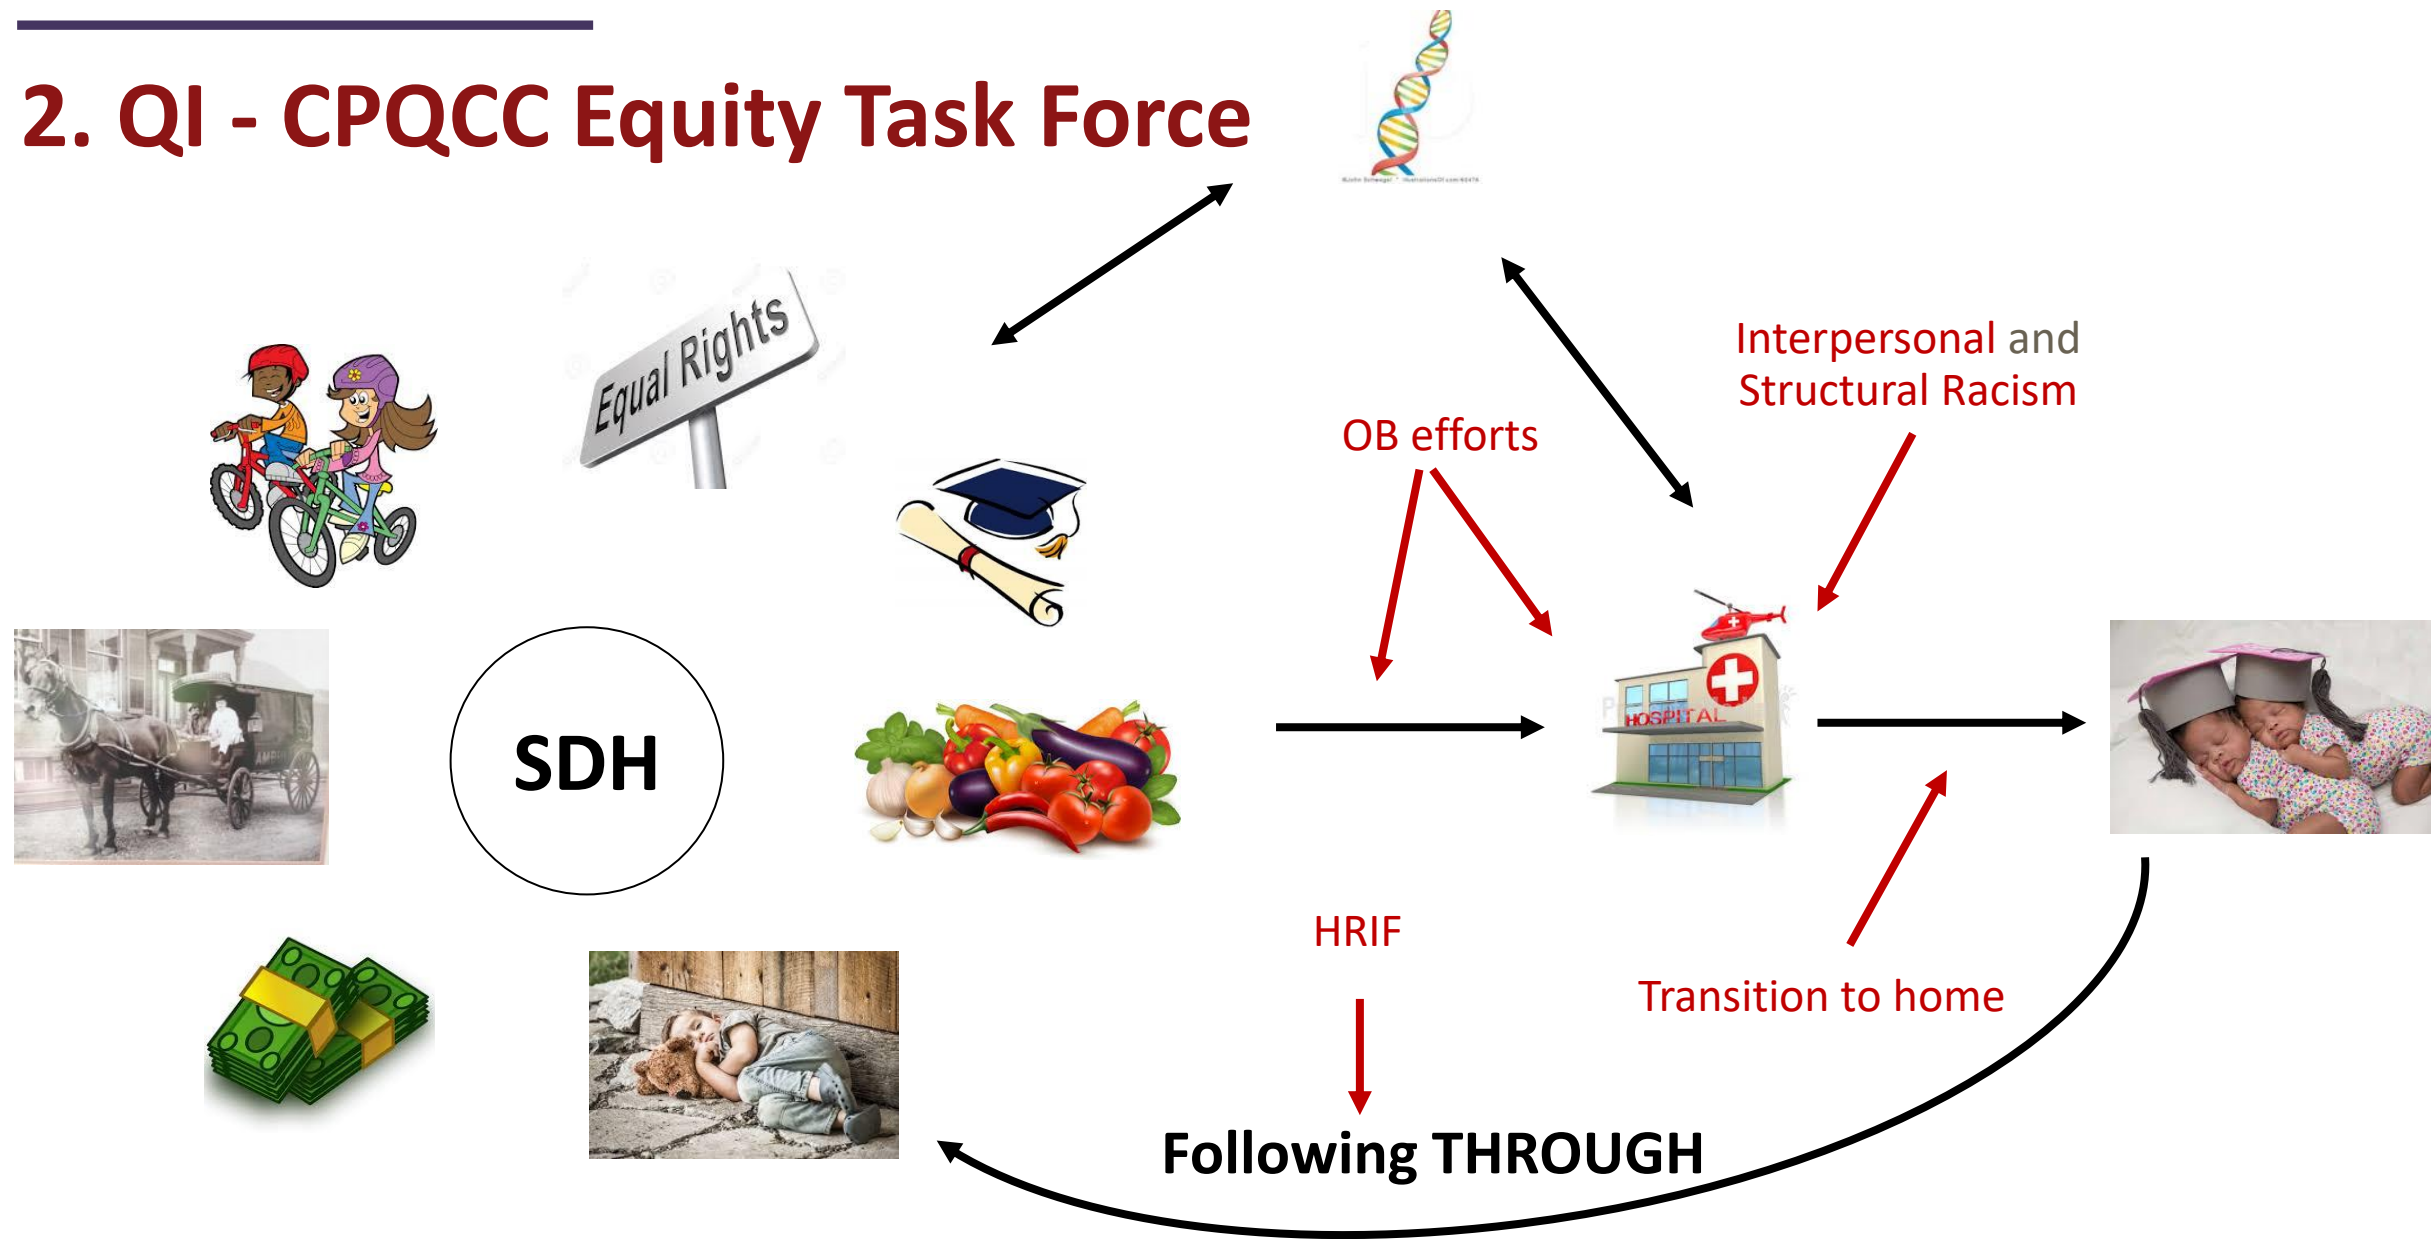 2. QI - CPQCC Equity Task Force
Equal Rights
Interpersonal and
Structural Racism
OB efforts
HOSPITAL
SDH
HRIF
Transition to home
Following THROUGH